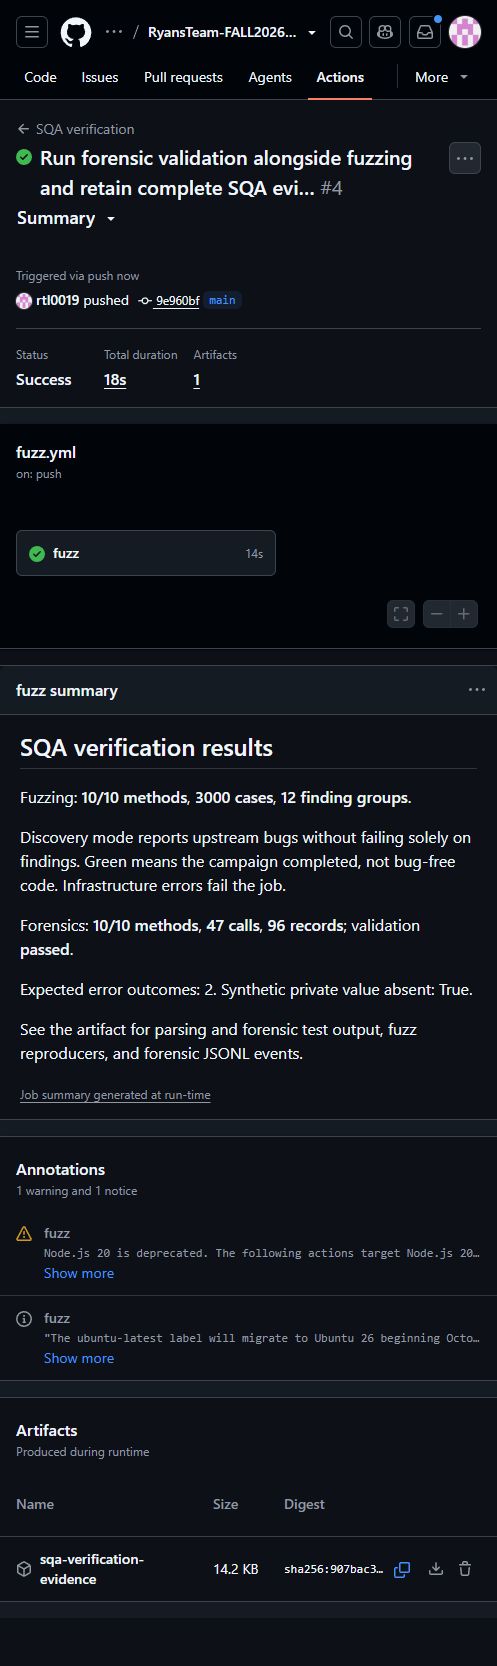 / RyansTeam-FALL2026...
Code Issues Pull requests Agents Actions More
SQA verification
Run forensic validation alongside fuzzing
and retain complete SQA evi... #4
Summary
Triggered via push now
rtl0019 pushed 9e960bf main
Status Total duration Artifacts
Success 18s 1
fuzz.yml
on: push
fuzz 14s
fuzz summary
SQA verification results
Fuzzing: 10/10 methods, 3000 cases, 12 finding groups.
Discovery mode reports upstream bugs without failing solely on
findings. Green means the campaign completed, not bug-free
code. Infrastructure errors fail the job.
Forensics: 10/10 methods, 47 calls, 96 records; validation
passed.
Expected error outcomes: 2. Synthetic private value absent: True.
See the artifact for parsing and forensic test output, fuzz
reproducers, and forensic JSONL events.
Job summary generated at run-time
Annotations
1 warning and 1 notice
fuzz
Node.js 20 is deprecated. The following actions target Node.js 20...
Show more
fuzz
"The ubuntu-latest label will migrate to Ubuntu 26 beginning Octo...
Show more
Artifacts
Produced during runtime
Name Size Digest
sqa-verification-
evidence 14.2 KB sha256:907bac3...